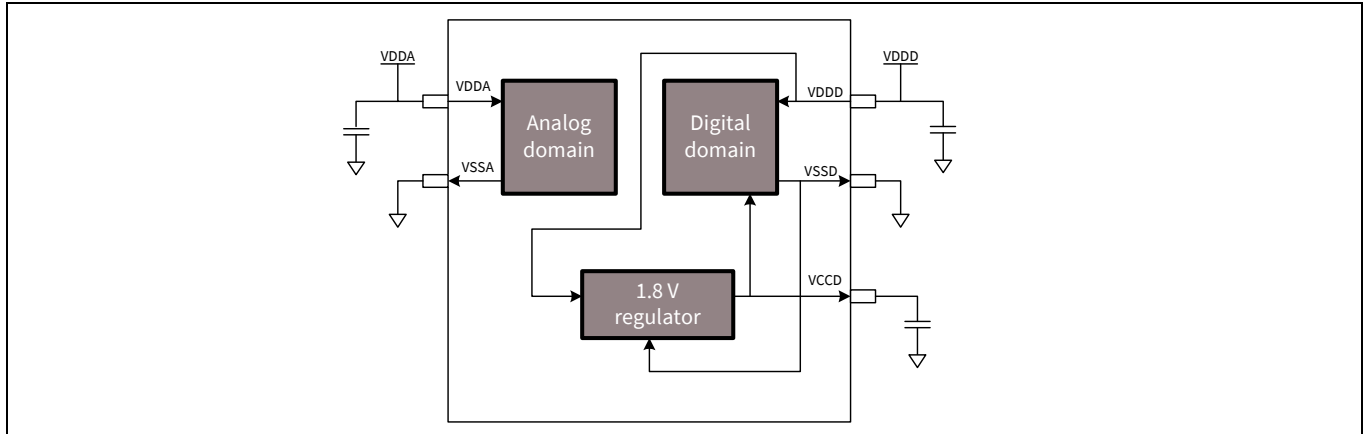 VDDA
VDDA
Analog
domain
VSSA
Digital
domain
VDDD
VDDD
VSSD
1.8 V
regulator
VCCD